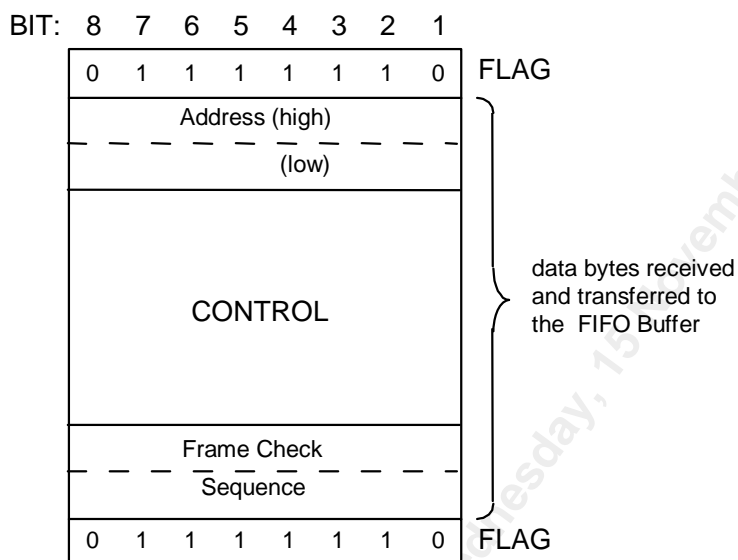 BIT: 8 7 6 5 4 3 2 1
0 1 1 1 1 1 1 0 FLAG
Address (high)
(low)
CONTROL
data bytes received
and transferred to
the FIFO Buffer
Frame Check
Sequence
0 1 1 1 1 1 1 0 FLAG